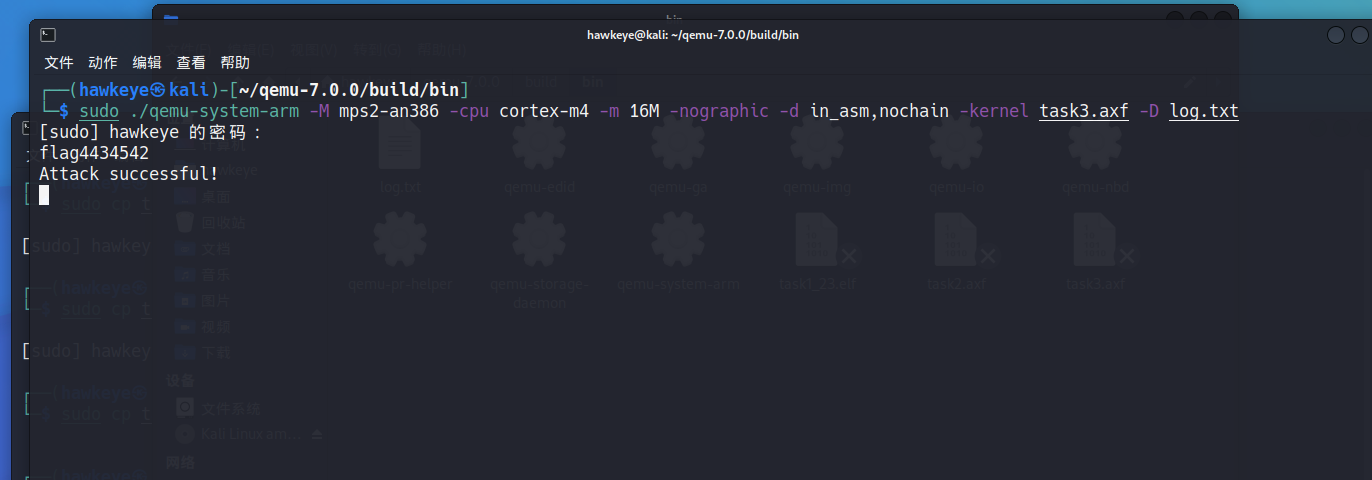 hawkeye@kali: ~/qemu-7.0.0/build/bin
文件 动作 编辑 查看 帮助
┌──(hawkeye㉿kali)-[~/qemu-7.0.0/build/bin]
└─$ sudo ./qemu-system-arm -M mps2-an386 -cpu cortex-m4 -m 16M -nographic -d in_asm,nochain -kernel task3.axf -D log.txt
[sudo] hawkeye 的密码：
flag4434542
Attack successful!
log.txt qemu-edid qemu-ga qemu-img qemu-io qemu-nbd
桌面
sudo cp t
回收站
[sudo] hawkey
文档
音乐
qemu-pr-helper qemu-storage-daemon qemu-system-arm task1_23.elf task2.axf task3.axf
图片
sudo cp t
视频
[sudo] hawkey
下载
设备
文件系统
sudo cp t
Kali Linux am...
网络